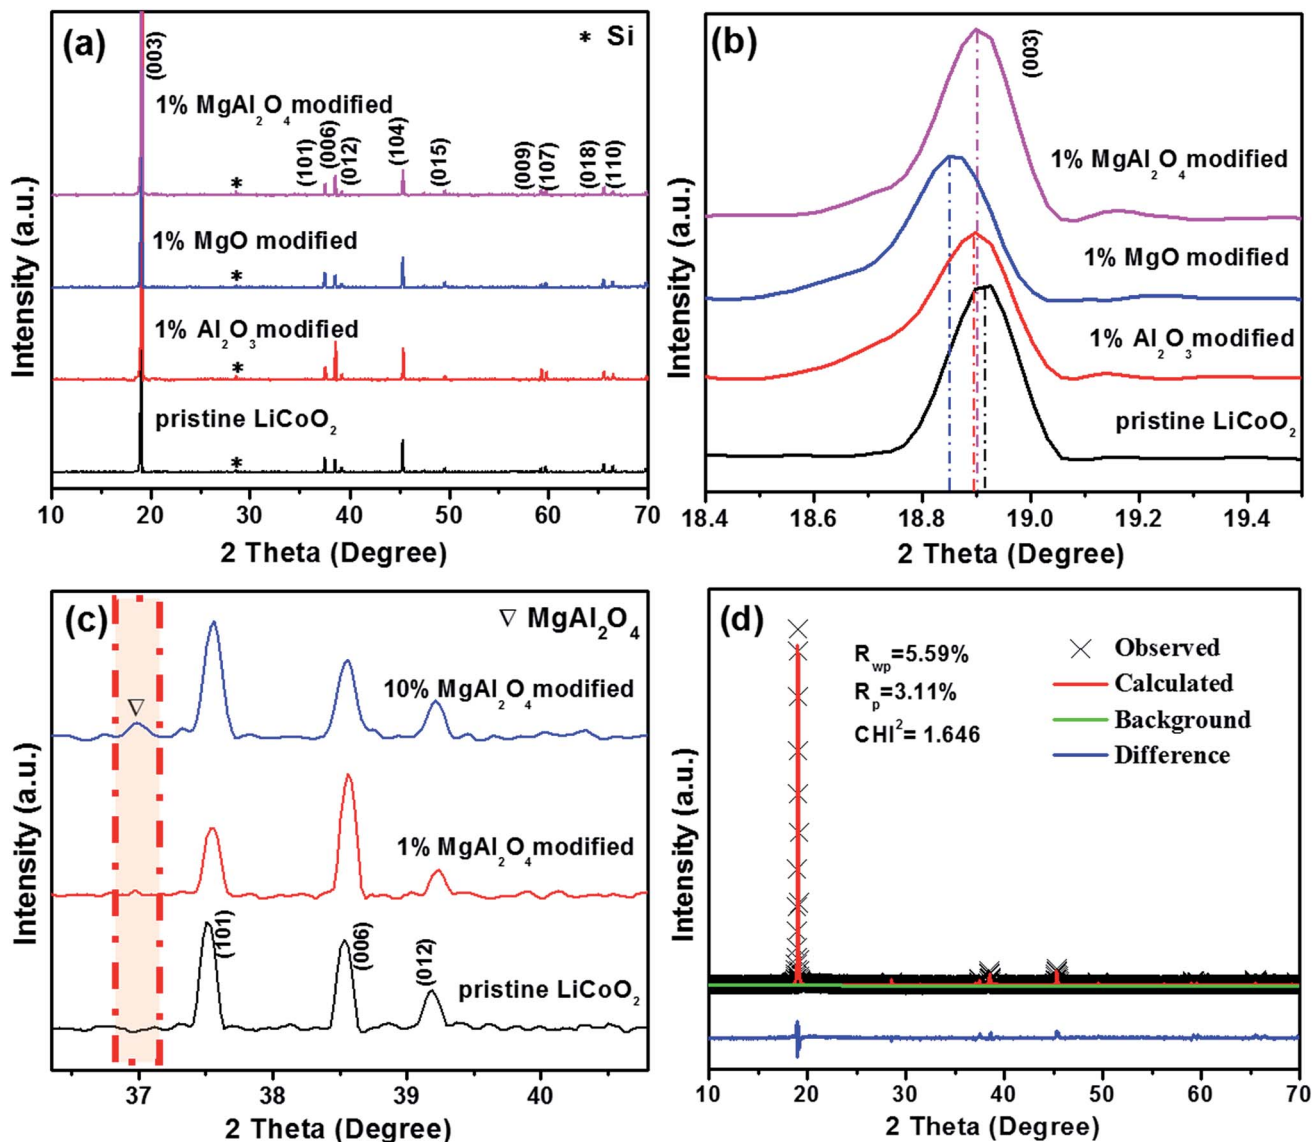 (a)
* Si
(003)
1% MgAl₂O₄ modified
(101)
(006)
(012)
(104)
(015)
(009)
(107)
(018)
(110)
*
1% MgO modified
*
1% Al₂O₃ modified
*
pristine LiCoO₂
*
10 20 30 40 50 60 70
2 Theta (Degree)
Intensity (a.u.)
(b)
(003)
1% MgAl₂O₄ modified
1% MgO modified
1% Al₂O₃ modified
pristine LiCoO₂
18.4 18.6 18.8 19.0 19.2 19.4
2 Theta (Degree)
Intensity (a.u.)
(c)
▽ MgAl₂O₄
10% MgAl₂O₄ modified
▽
1% MgAl₂O₄ modified
(101)
(006)
(012)
pristine LiCoO₂
37 38 39 40
2 Theta (Degree)
Intensity (a.u.)
(d)
R_wp=5.59%
R_p=3.11%
CHI²= 1.646
Observed
Calculated
Background
Difference
10 20 30 40 50 60 70
2 Theta (Degree)
Intensity (a.u.)